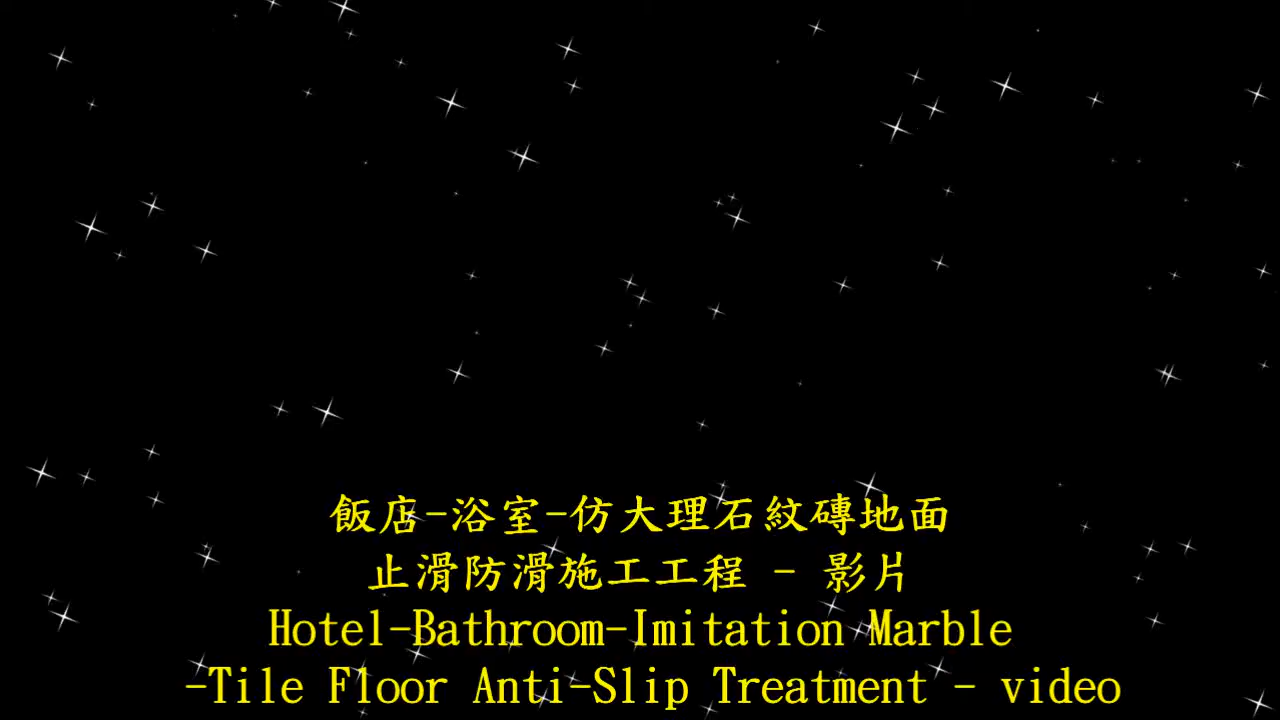 飯店-浴室-仿大理石紋磚地面
止滑防滑施工工程 - 影片
Hotel-Bathroom-Imitation Marble
-Tile Floor Anti-Slip Treatment - video